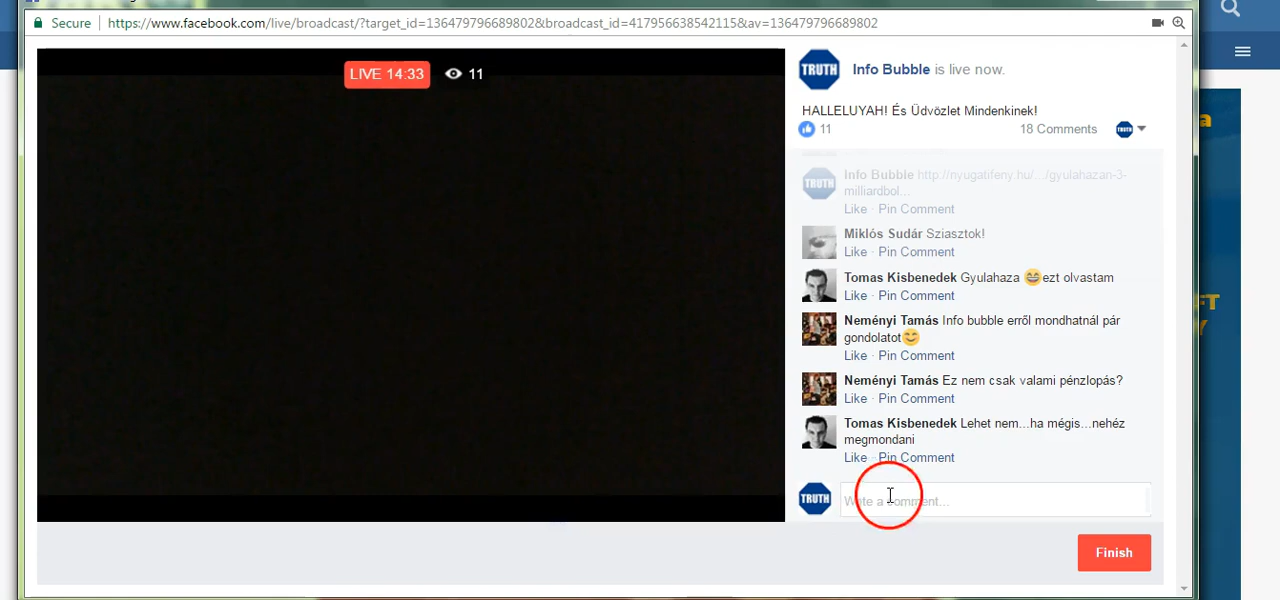 Secure
https://www.facebook.com/live/broadcast/?target_id=136479796689802&broadcast_id=417956638542115&av=136479796689802
LIVE 14:33
11
TRUTH
Info Bubble is live now.
HALLELUYAH! És Üdvözlet Mindenkinek!
11
18 Comments
TRUTH
TRUTH
Info Bubble http://nyugatifeny.hu/.../gyulahazan-3-
milliardbol...
Like · Pin Comment
Miklós Sudár Sziasztok!
Like · Pin Comment
Tomas Kisbenedek Gyulahaza 😄ezt olvastam
Like · Pin Comment
Neményi Tamás Info bubble erről mondhatnál pár
gondolatot😊
Like · Pin Comment
Neményi Tamás Ez nem csak valami pénzlopás?
Like · Pin Comment
Tomas Kisbenedek Lehet nem...ha mégis...nehéz
megmondani
Like · Pin Comment
TRUTH
Write a comment...
Finish